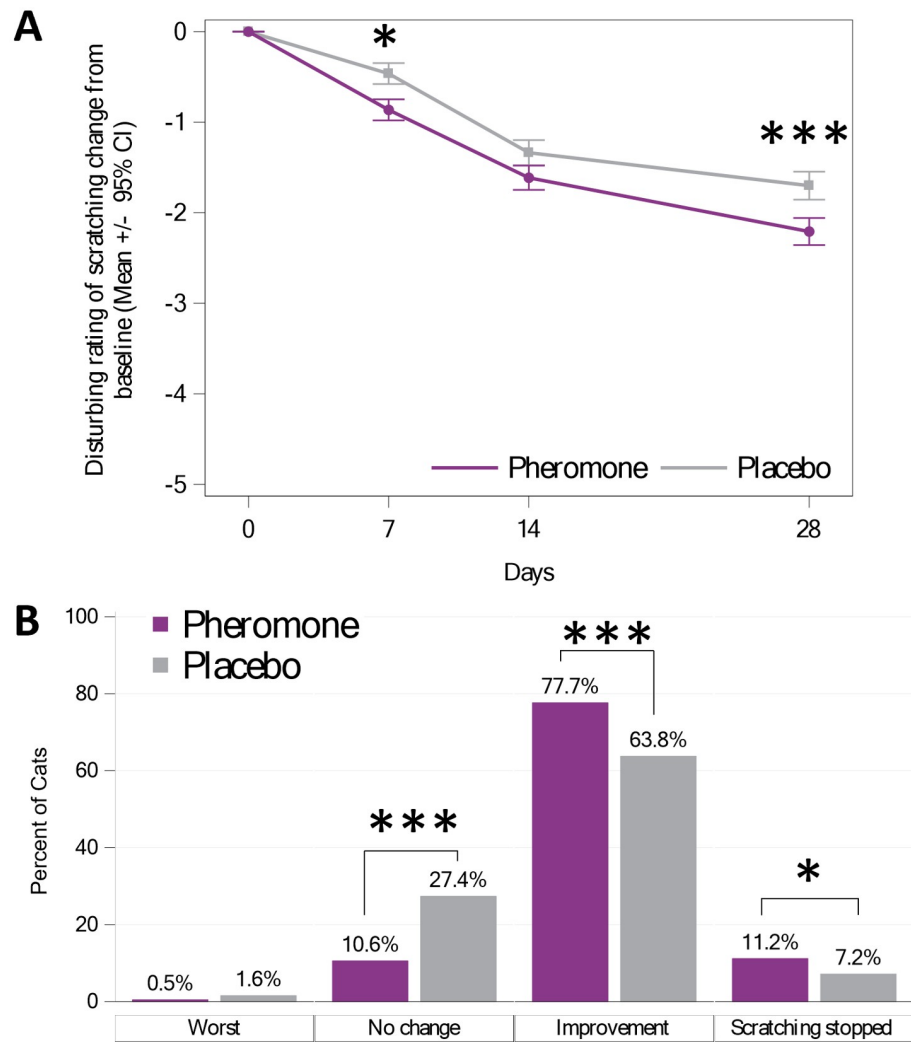 A
Disturbing rating of scratching change from
baseline (Mean +/- 95% CI)
0
-1
-2
-3
-4
-5
*
***
Pheromone
Placebo
0
7
14
28
Days
B
Pheromone
Placebo
Percent of Cats
100
80
60
40
20
0
0.5%
1.6%
***
10.6%
27.4%
***
77.7%
63.8%
*
11.2%
7.2%
Worst
No change
Improvement
Scratching stopped